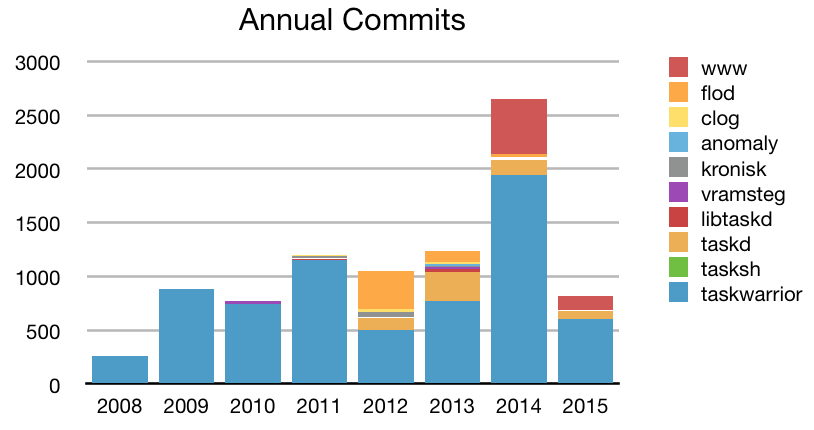 Annual Commits
3000
2500
2000
1500
1000
500
0
2008 2009 2010 2011 2012 2013 2014 2015
www
flod
clog
anomaly
kronisk
vramsteg
libtaskd
taskd
tasksh
taskwarrior